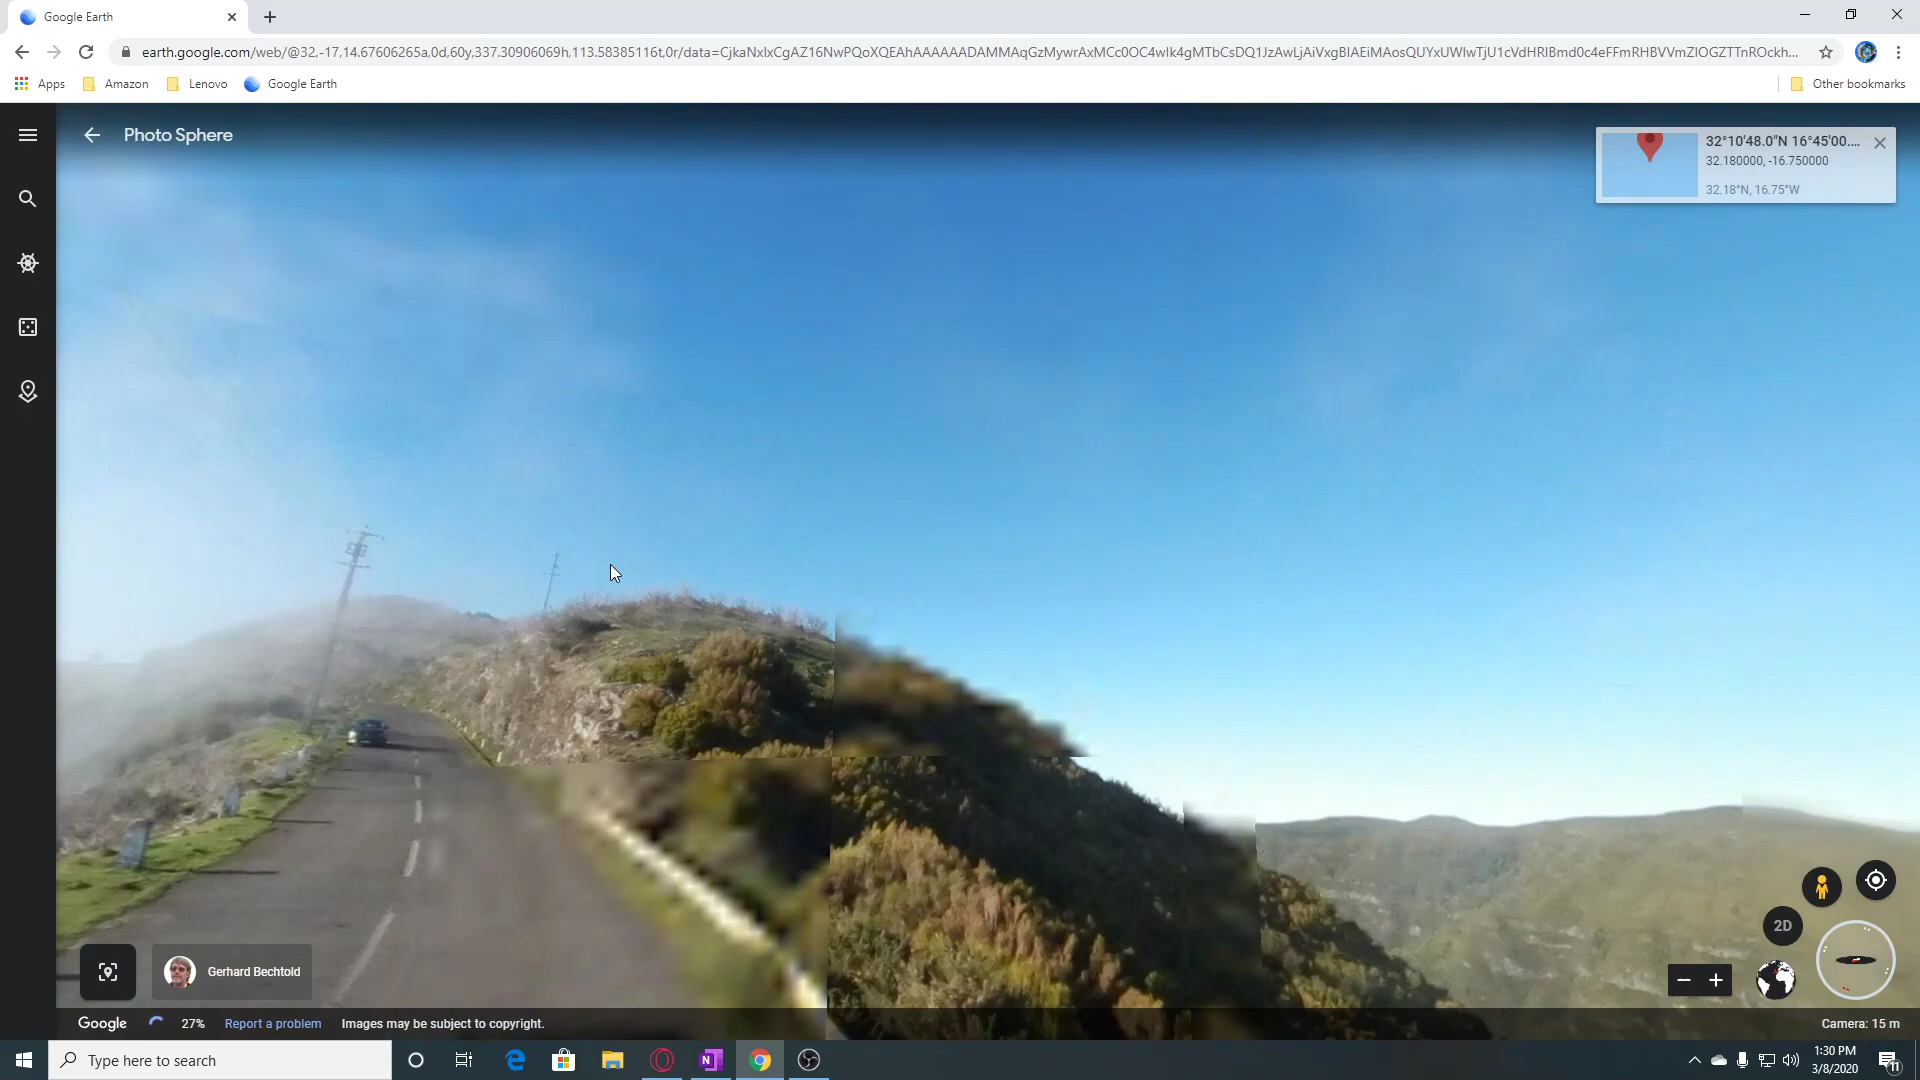 Google Earth
earth.google.com/web/@32,-17,14.67606265a,0d,60y,337.30906069h,113.58385116t,0r/data=
Apps
Amazon
Lenovo
Google Earth
Other bookmarks
Photo Sphere
32°10'48.0"N 16°45'00....
32.180000, -16.750000
32.18°N, 16.75°W
2D
Gerhard Bechtold
Google
27%
Report a problem
Images may be subject to copyright.
Camera: 15 m
Type here to search
N
1:30 PM
3/8/2020
11